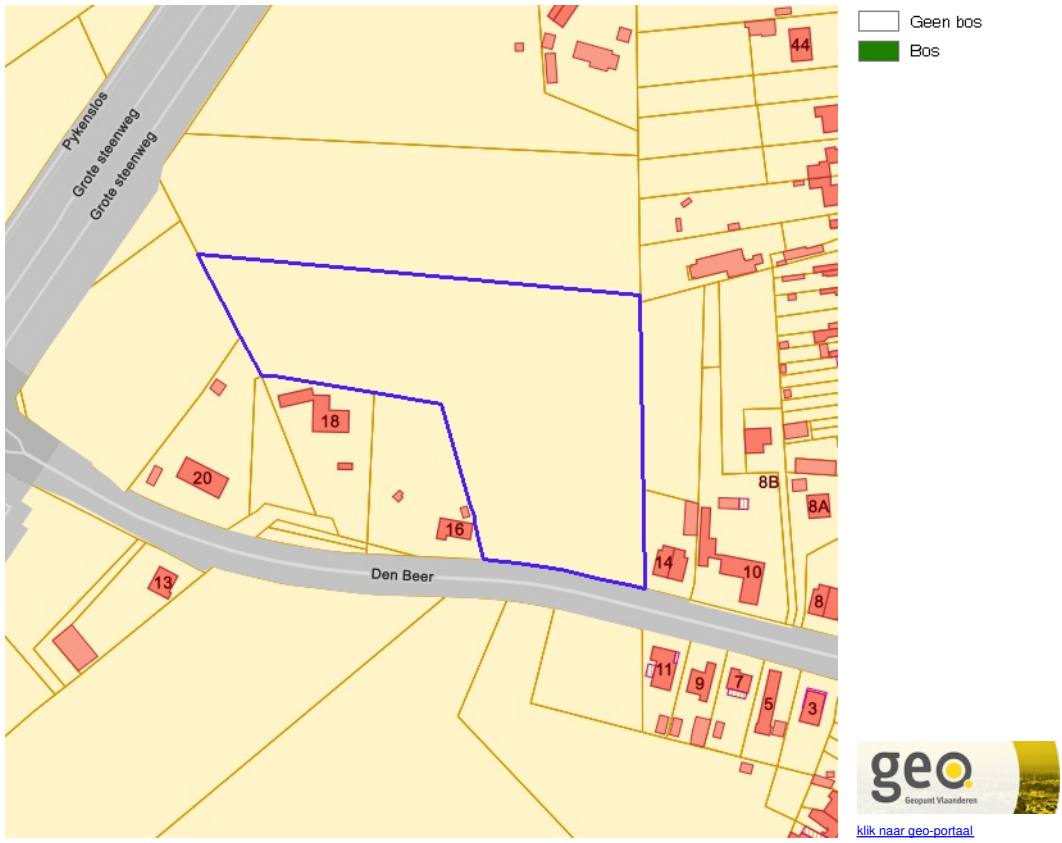 Geen bos
Bos
44
Pykenslos
Grote steenweg
Grote steenweg
18
20
16
8B
8A
14
10
13
Den Beer
8
11
9
7
5
3
geo.
Geopunt Vlaanderen
klik naar geo-portaal